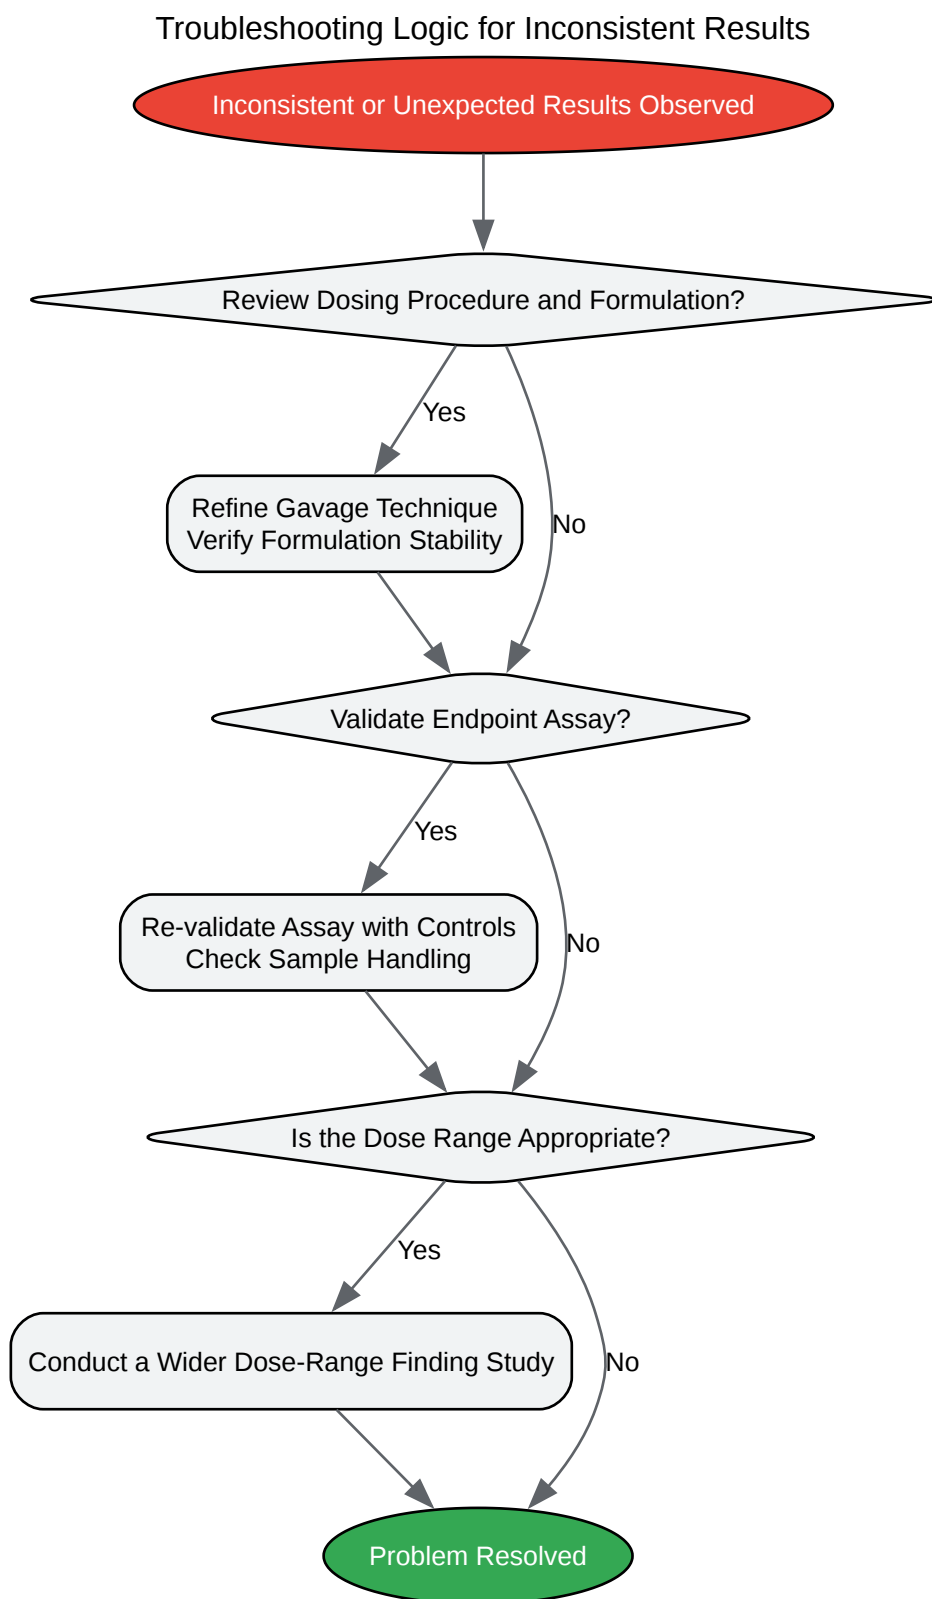 Troubleshooting Logic for Inconsistent Results
Inconsistent or Unexpected Results Observed
Review Dosing Procedure and Formulation?
Yes
Refine Gavage Technique
Verify Formulation Stability
No
Validate Endpoint Assay?
Yes
Re-validate Assay with Controls
Check Sample Handling
No
Is the Dose Range Appropriate?
Yes
Conduct a Wider Dose-Range Finding Study
No
Problem Resolved